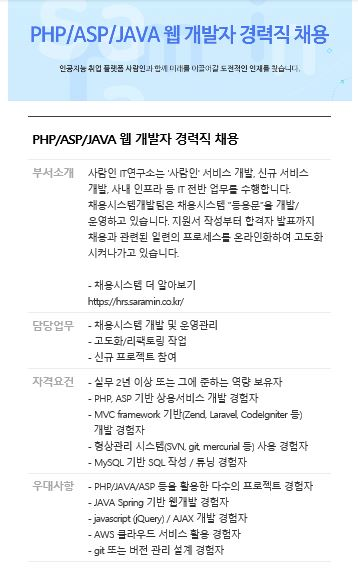 PHP/ASP/JAVA 웹 개발자 경력직 채용
인공지능 취업 플랫폼 사람인과 함께 미래를 이끌어갈 도전적인 인재를 찾습니다.
PHP/ASP/JAVA 웹 개발자 경력직 채용
부서소개
사람인 IT연구소는 '사람인' 서비스 개발, 신규 서비스
개발, 사내 인프라 등 IT 전반 업무를 수행합니다.
채용시스템개발팀은 채용시스템 "등용문"을 개발/
운영하고 있습니다. 지원서 작성부터 합격자 발표까지
채용과 관련된 일련의 프로세스를 온라인화하여 고도화
시켜나가고 있습니다.
- 채용시스템 더 알아보기
https://hrs.saramin.co.kr/
담당업무
- 채용시스템 개발 및 운영관리
- 고도화/리팩토링 작업
- 신규 프로젝트 참여
자격요건
- 실무 2년 이상 또는 그에 준하는 역량 보유자
- PHP, ASP 기반 상용서비스 개발 경험자
- MVC framework 기반(Zend, Laravel, CodeIgniter 등)
개발 경험자
- 형상관리 시스템(SVN, git, mercurial 등) 사용 경험자
- MySQL 기반 SQL 작성 / 튜닝 경험자
우대사항
- PHP/JAVA/ASP 등을 활용한 다수의 프로젝트 경험자
- JAVA Spring 기반 웹개발 경험자
- javascript (jQuery) / AJAX 개발 경험자
- AWS 클라우드 서비스 활용 경험자
- git 또는 버전 관리 설계 경험자